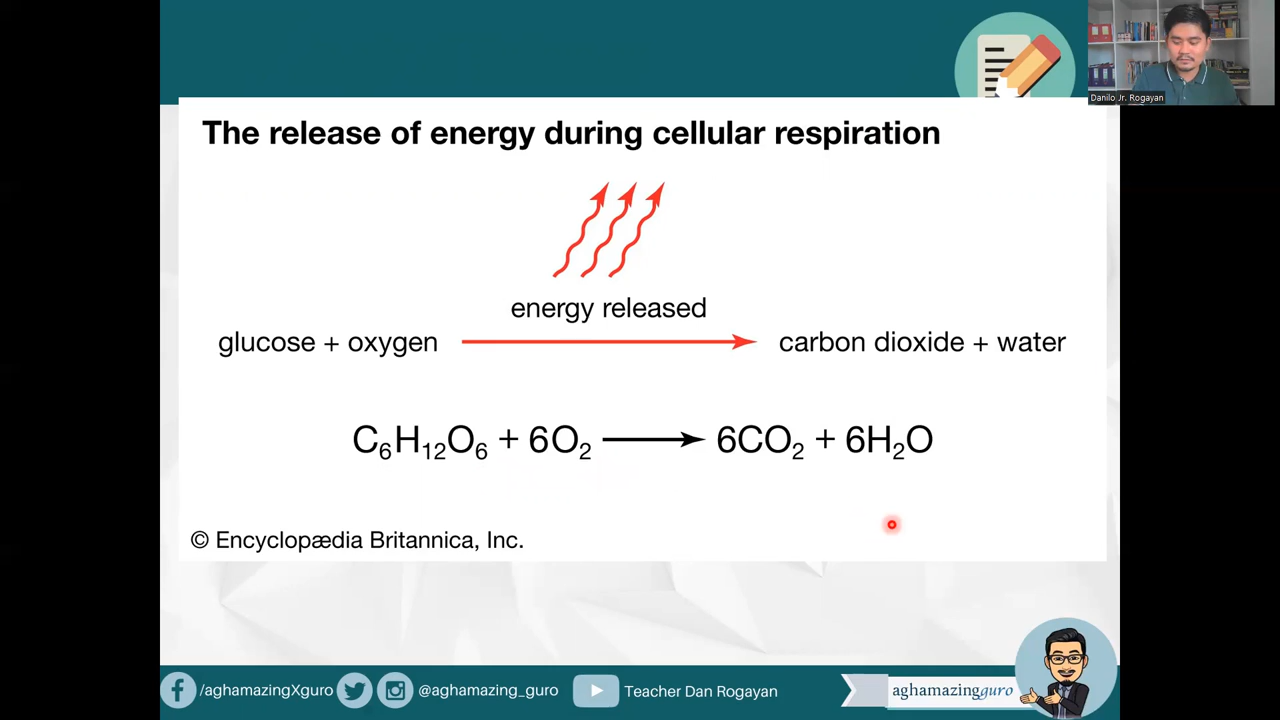 Danilo Jr. Rogayan
The release of energy during cellular respiration
energy released
glucose + oxygen
carbon dioxide + water
C₆H₁₂O₆ + 6O₂ → 6CO₂ + 6H₂O
© Encyclopædia Britannica, Inc.
/aghamazingXguro
@aghamazing_guro
Teacher Dan Rogayan
aghamazingguro